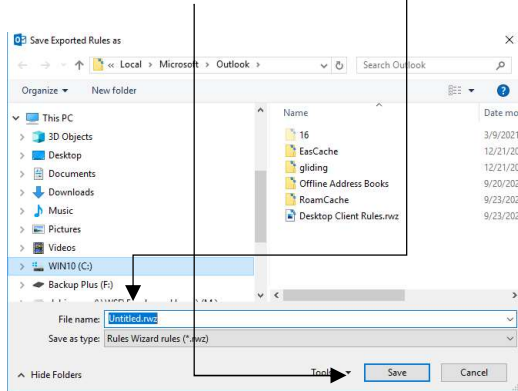 Save Exported Rules as
« Local > Microsoft > Outlook >
Search Outlook
Organize
New folder
This PC
3D Objects
Desktop
Documents
Downloads
Music
Pictures
Videos
WIN10 (C:)
Backup Plus (F:)
Name
Date mo
16
3/9/2021
EasCache
12/21/20
gliding
12/21/20
Offline Address Books
9/20/202
RoamCache
9/23/202
Desktop Client Rules.rwz
9/23/202
File name: Untitled.rwz
Save as type: Rules Wizard rules (*.rwz)
Hide Folders
Tools
Save
Cancel